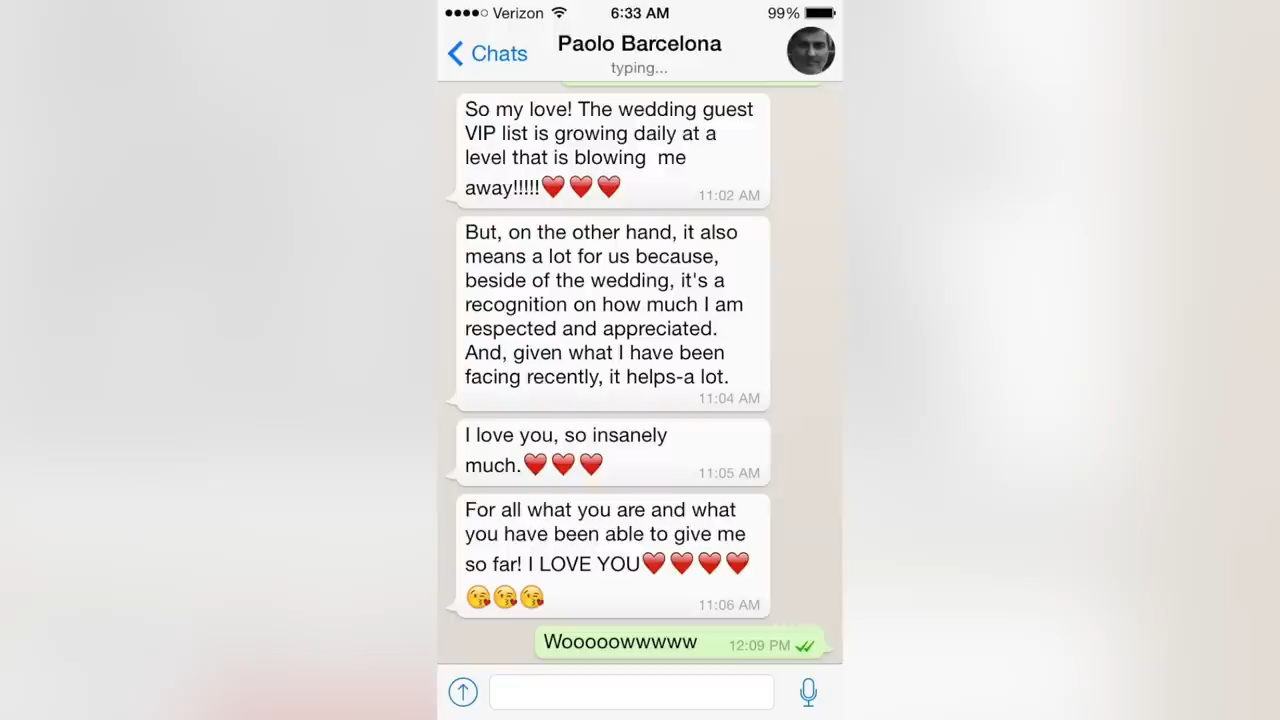 Verizon 6:33 AM 99%
Chats Paolo Barcelona
typing...
So my love! The wedding guest
VIP list is growing daily at a
level that is blowing  me
away!!!!!❤️❤️❤️ 11:02 AM
But, on the other hand, it also
means a lot for us because,
beside of the wedding, it's a
recognition on how much I am
respected and appreciated.
And, given what I have been
facing recently, it helps-a lot.
11:04 AM
I love you, so insanely
much.❤️❤️❤️ 11:05 AM
For all what you are and what
you have been able to give me
so far! I LOVE YOU❤️❤️❤️❤️
😘😘😘 11:06 AM
Wooooowwwww 12:09 PM